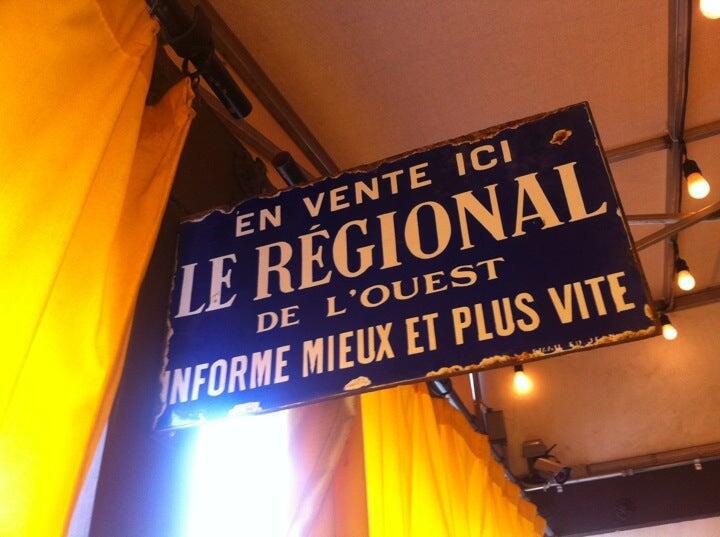 EN VENTE ICI
LE RÉGIONAL
DE L'OUEST
INFORME MIEUX ET PLUS VITE